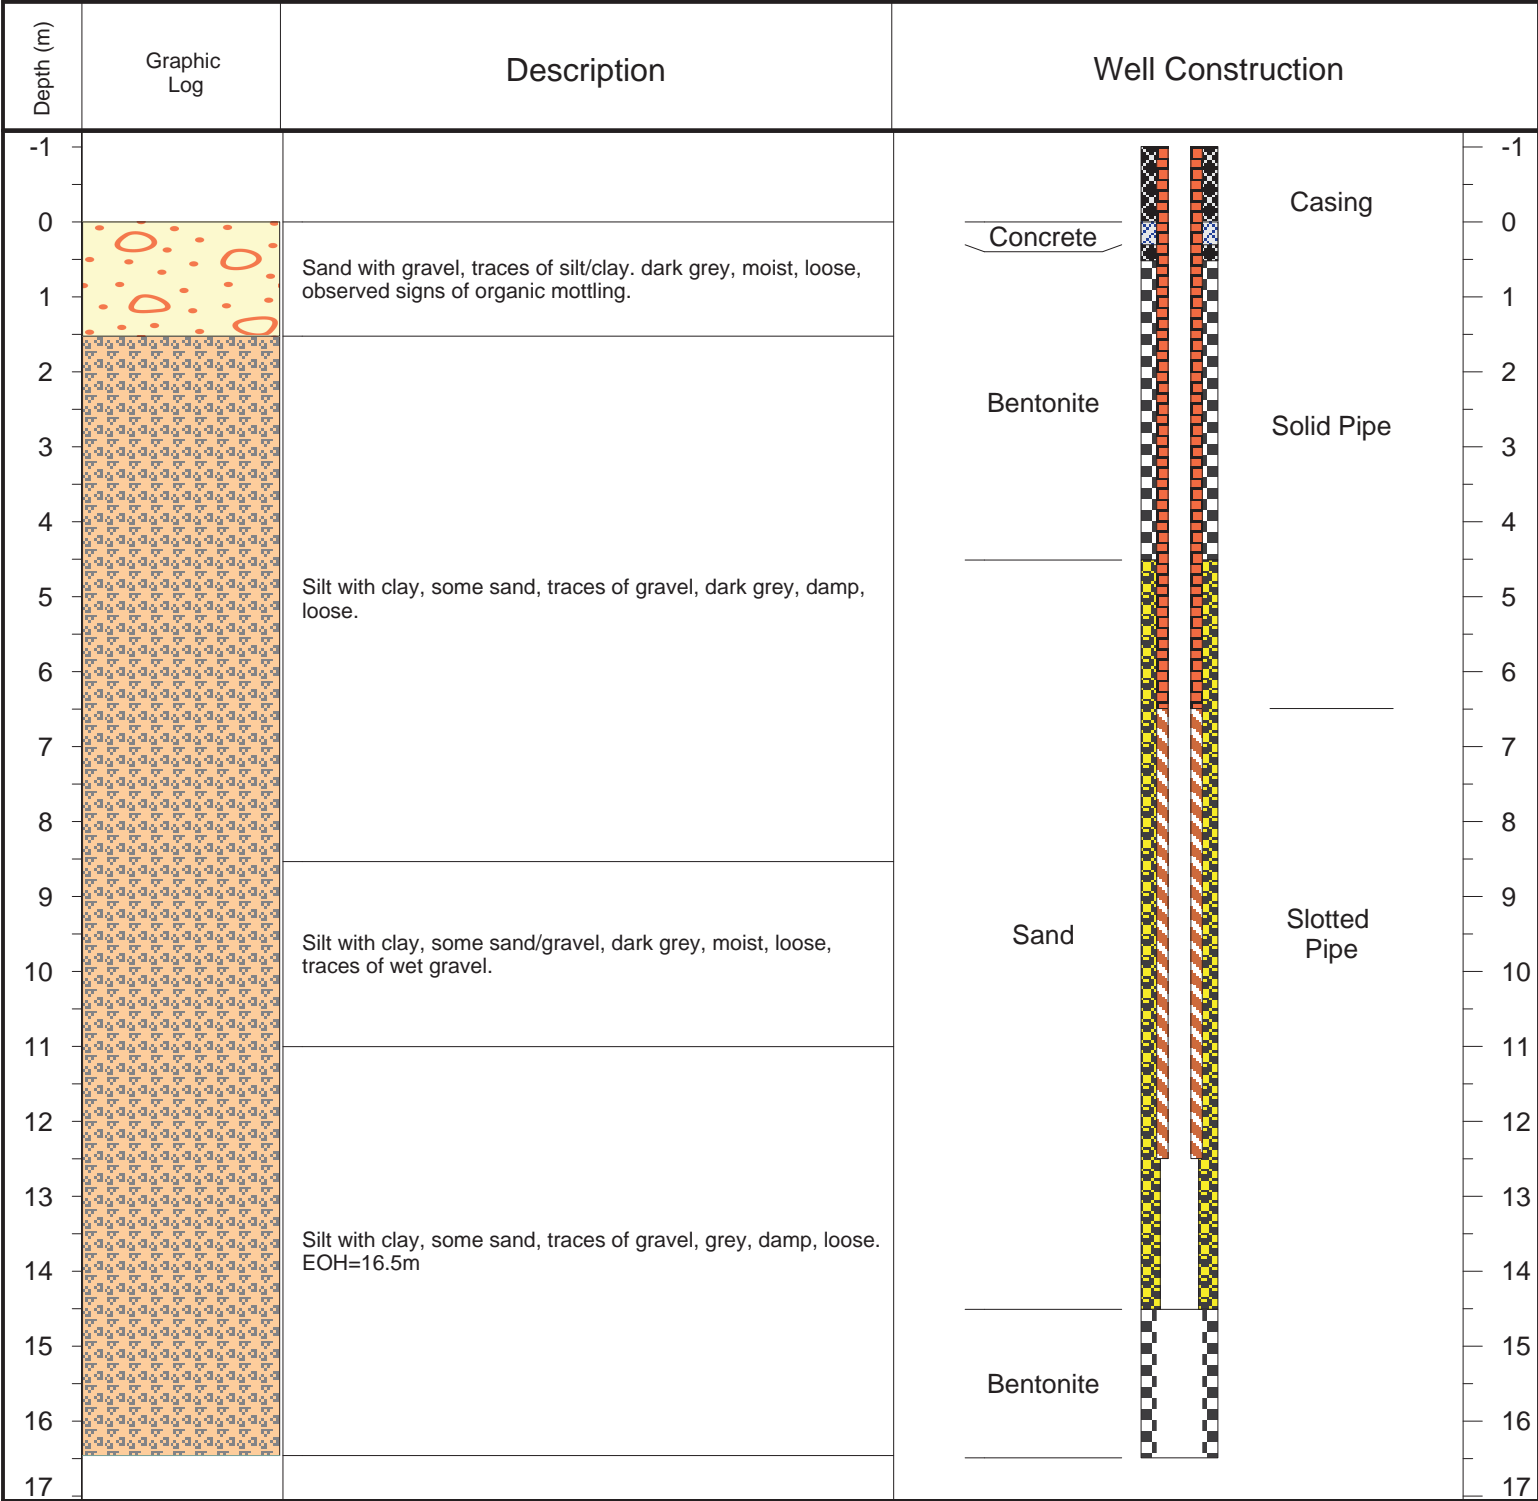 Depth (m)
Graphic
Log
Description
Well Construction
-1
0
1
2
3
4
5
6
7
8
9
10
11
12
13
14
15
16
17
Sand with gravel, traces of silt/clay. dark grey, moist, loose,
observed signs of organic mottling.
Silt with clay, some sand, traces of gravel, dark grey, damp,
loose.
Silt with clay, some sand/gravel, dark grey, moist, loose,
traces of wet gravel.
Silt with clay, some sand, traces of gravel, grey, damp, loose.
EOH=16.5m
Concrete
Bentonite
Sand
Bentonite
Casing
Solid Pipe
Slotted
Pipe
-1
0
1
2
3
4
5
6
7
8
9
10
11
12
13
14
15
16
17